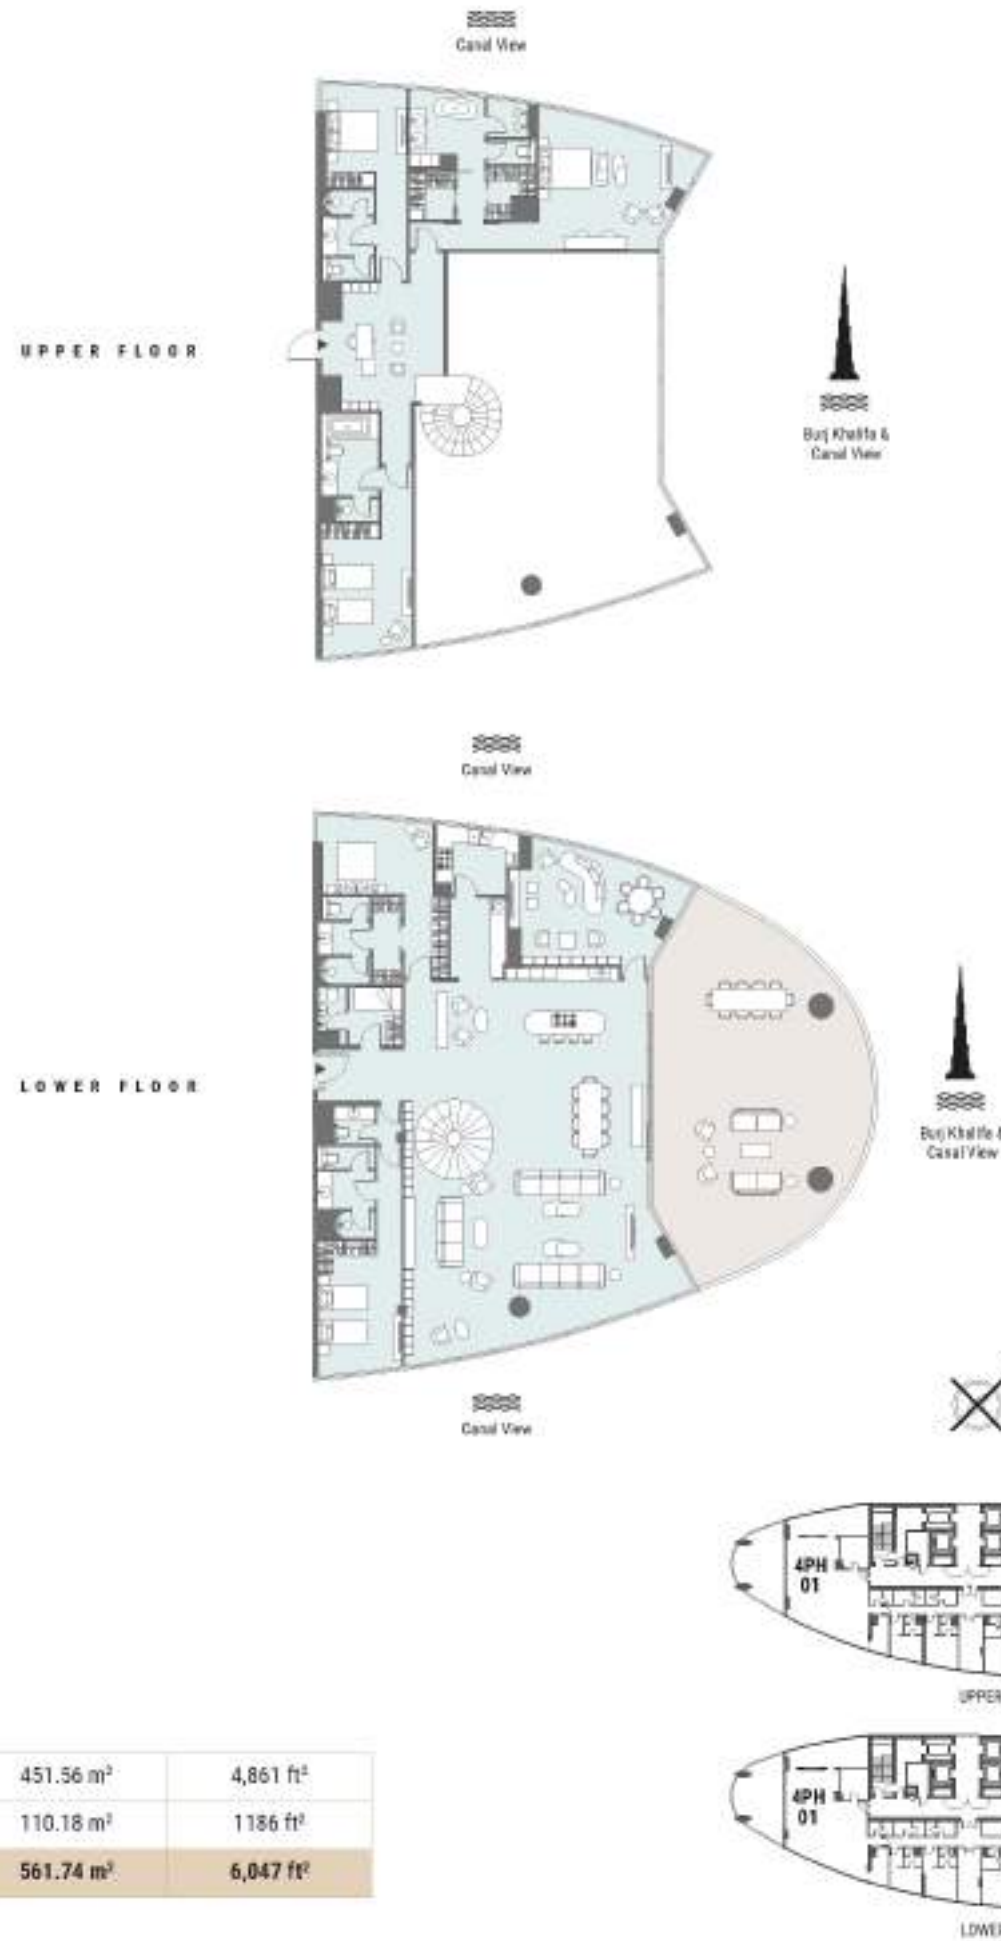 Canal View
UPPER FLOOR
Burj Khalifa &
Canal View
Canal View
LOWER FLOOR
Burj Khalifa &
Canal View
Canal View
4PH
01
UPPER
4PH
01
LOWER
451.56 m² 4,861 ft²
110.18 m² 1186 ft²
561.74 m² 6,047 ft²